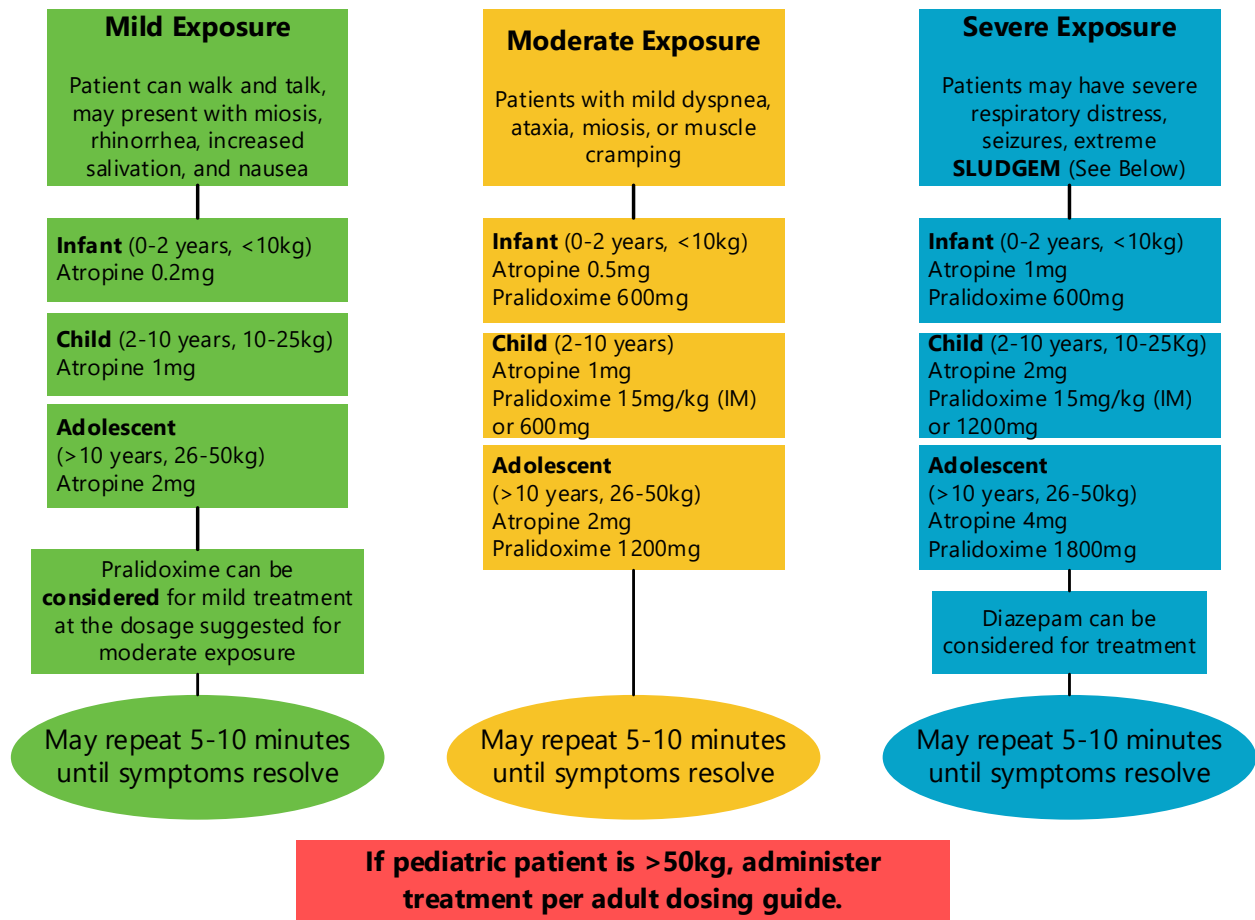 Mild Exposure
Patient can walk and talk,
may present with miosis,
rhinorrhea, increased
salivation, and nausea
Infant (0-2 years, <10kg)
Atropine 0.2mg
Child (2-10 years, 10-25kg)
Atropine 1mg
Adolescent
(>10 years, 26-50kg)
Atropine 2mg
Pralidoxime can be
considered for mild treatment
at the dosage suggested for
moderate exposure
May repeat 5-10 minutes
until symptoms resolve
Moderate Exposure
Patients with mild dyspnea,
ataxia, miosis, or muscle
cramping
Infant (0-2 years, <10kg)
Atropine 0.5mg
Pralidoxime 600mg
Child (2-10 years)
Atropine 1mg
Pralidoxime 15mg/kg (IM)
or 600mg
Adolescent
(>10 years, 26-50kg)
Atropine 2mg
Pralidoxime 1200mg
May repeat 5-10 minutes
until symptoms resolve
Severe Exposure
Patients may have severe
respiratory distress,
seizures, extreme
SLUDGEM (See Below)
Infant (0-2 years, <10kg)
Atropine 1mg
Pralidoxime 600mg
Child (2-10 years, 10-25Kg)
Atropine 2mg
Pralidoxime 15mg/kg (IM)
or 1200mg
Adolescent
(>10 years, 26-50kg)
Atropine 4mg
Pralidoxime 1800mg
Diazepam can be
considered for treatment
May repeat 5-10 minutes
until symptoms resolve
If pediatric patient is >50kg, administer
treatment per adult dosing guide.